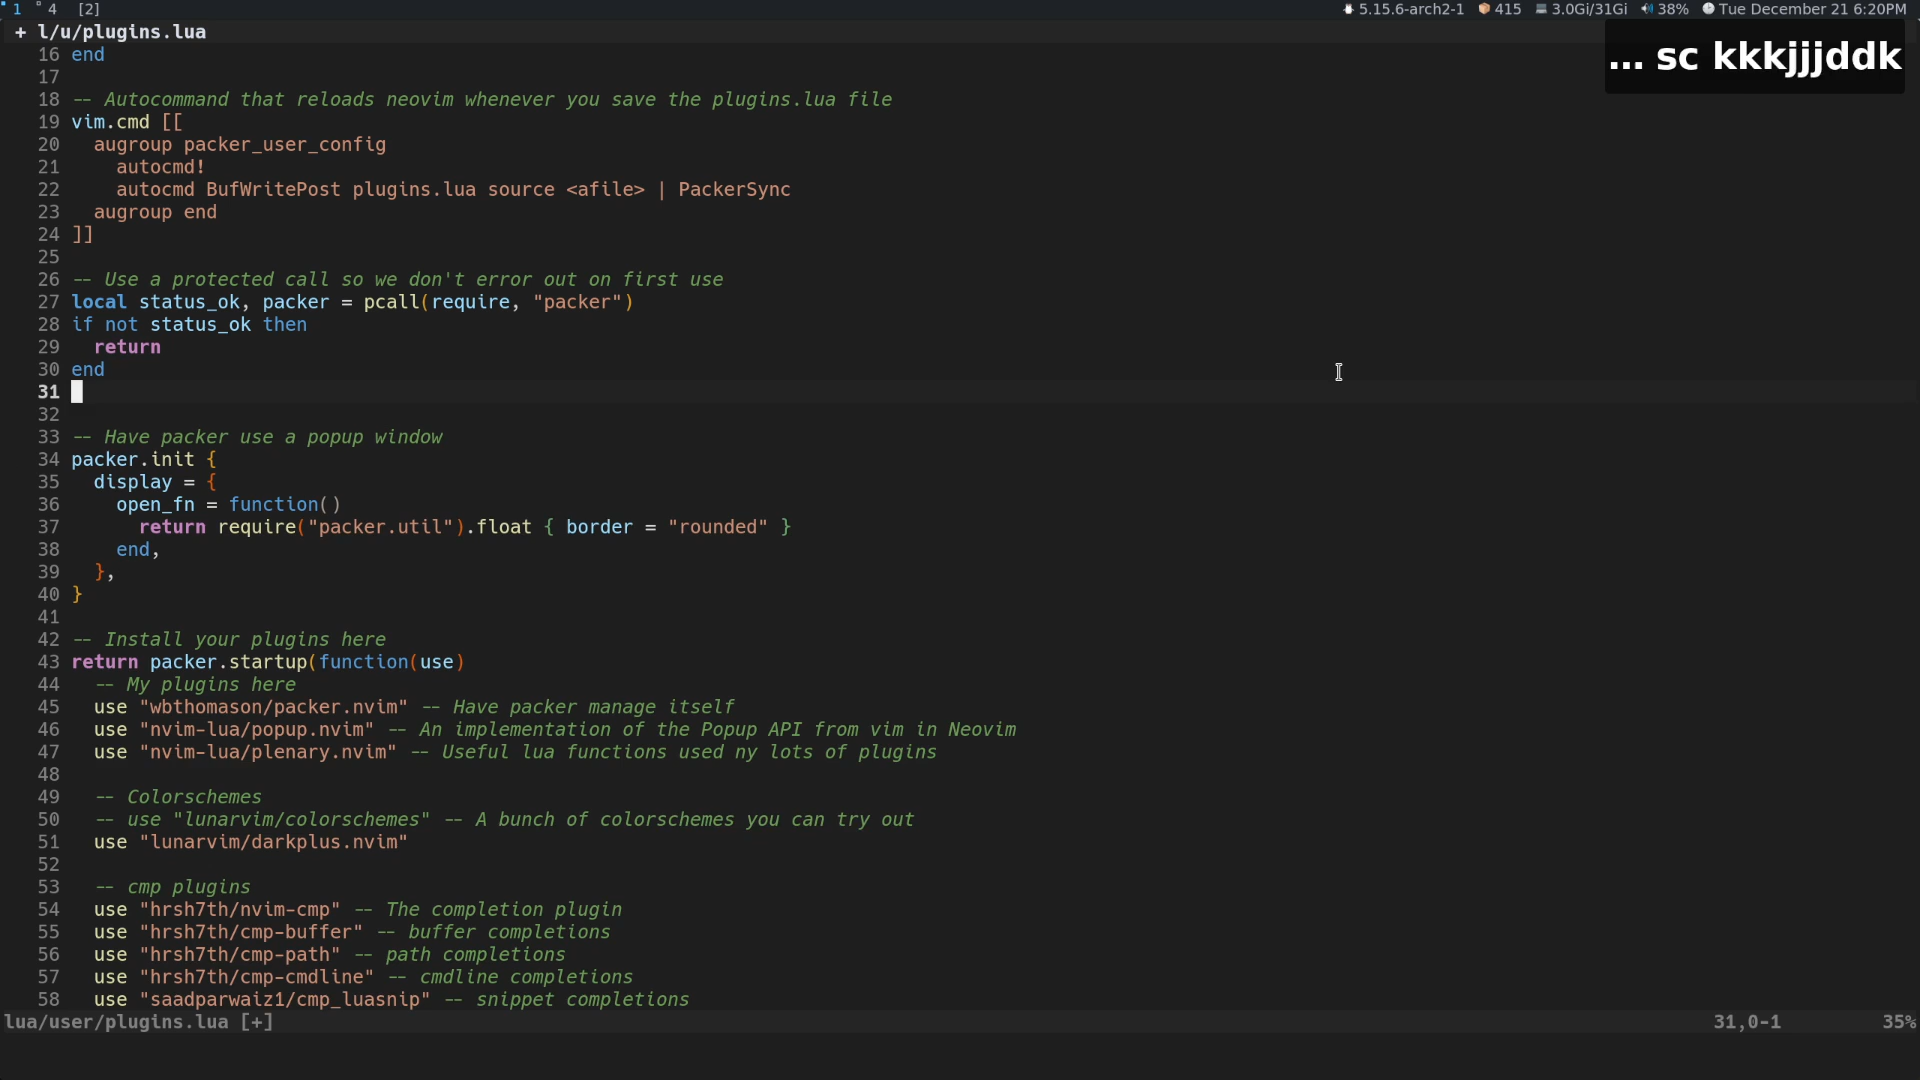 1 4 [2] 5.15.6-arch2-1 415 3.0Gi/31Gi 38% Tue December 21 6:20PM
+ l/u/plugins.lua
… sc kkkjjjddk
16 end
17
18 -- Autocommand that reloads neovim whenever you save the plugins.lua file
19 vim.cmd [[
20   augroup packer_user_config
21     autocmd!
22     autocmd BufWritePost plugins.lua source <afile> | PackerSync
23   augroup end
24 ]]
25
26 -- Use a protected call so we don't error out on first use
27 local status_ok, packer = pcall(require, "packer")
28 if not status_ok then
29   return
30 end
31
32
33 -- Have packer use a popup window
34 packer.init {
35   display = {
36     open_fn = function()
37       return require("packer.util").float { border = "rounded" }
38     end,
39   },
40 }
41
42 -- Install your plugins here
43 return packer.startup(function(use)
44   -- My plugins here
45   use "wbthomason/packer.nvim" -- Have packer manage itself
46   use "nvim-lua/popup.nvim" -- An implementation of the Popup API from vim in Neovim
47   use "nvim-lua/plenary.nvim" -- Useful lua functions used ny lots of plugins
48
49   -- Colorschemes
50   -- use "lunarvim/colorschemes" -- A bunch of colorschemes you can try out
51   use "lunarvim/darkplus.nvim"
52
53   -- cmp plugins
54   use "hrsh7th/nvim-cmp" -- The completion plugin
55   use "hrsh7th/cmp-buffer" -- buffer completions
56   use "hrsh7th/cmp-path" -- path completions
57   use "hrsh7th/cmp-cmdline" -- cmdline completions
58   use "saadparwaiz1/cmp_luasnip" -- snippet completions
lua/user/plugins.lua [+] 31,0-1 35%